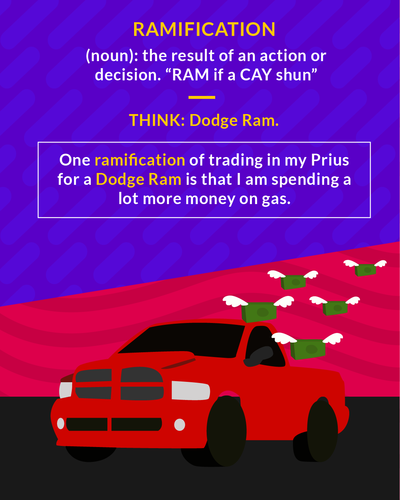 RAMIFICATION
(noun): the result of an action or
decision. “RAM if a CAY shun”
THINK: Dodge Ram.
One ramification of trading in my Prius
for a Dodge Ram is that I am spending a
lot more money on gas.